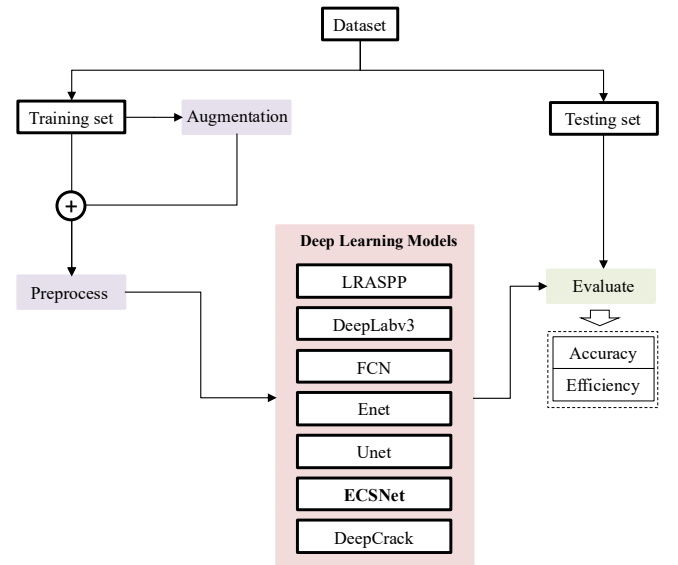 Dataset
Training set
Augmentation
Testing set
+
Deep Learning Models
Preprocess
LRASPP
Evaluate
DeepLabv3
Accuracy
FCN
Efficiency
Enet
Unet
ECSNet
DeepCrack